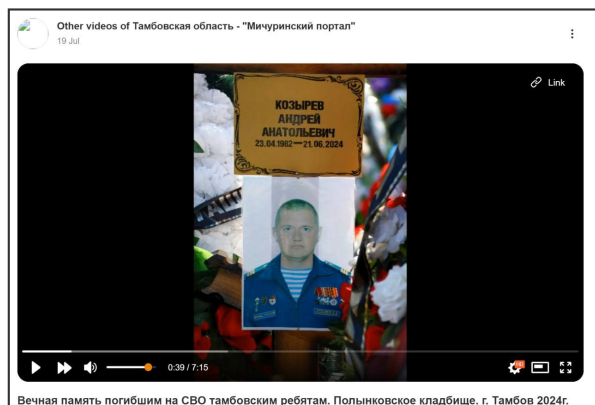 Other videos of Тамбовская область - "Мичуринский портал"
19 Jul
Link
КОЗЫРЕВ
АНДРЕЙ
АНАТОЛЬЕВИЧ
23.04.1982—21.06.2024
0:39 / 7:15
HD
Вечная память погибшим на СВО тамбовским ребятам. Полынковское кладбище. г. Тамбов 2024г.